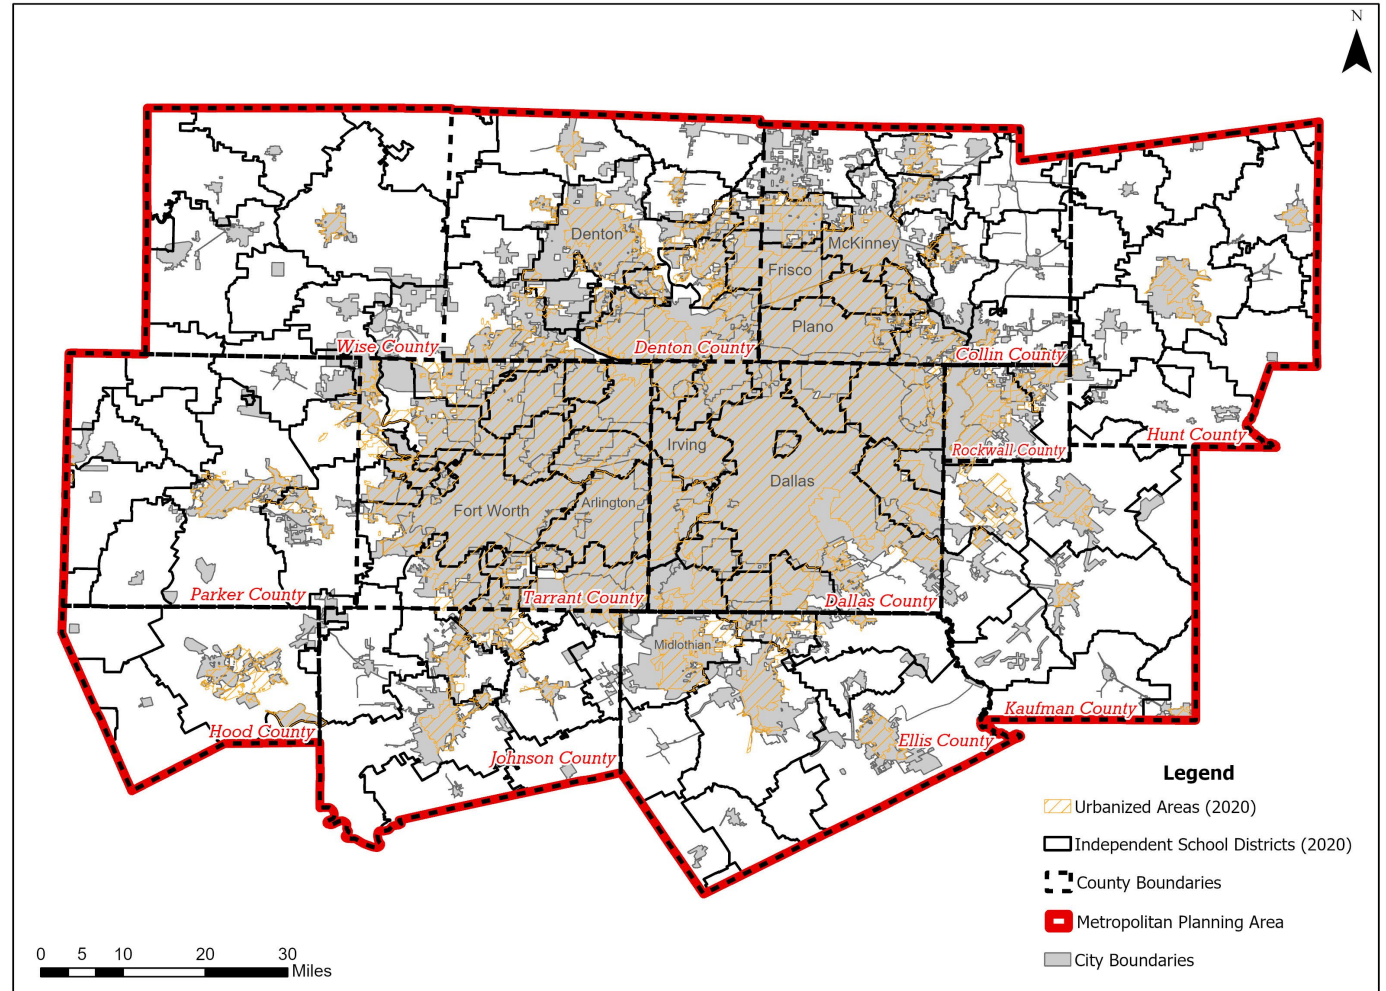 N
Denton
McKinney
Frisco
Plano
Wise County
Denton County
Collin County
Irving
Hunt County
Rockwall County
Dallas
Arlington
Fort Worth
Parker County
Tarrant County
Dallas County
Midlothian
Kaufman County
Hood County
Ellis County
Johnson County
Legend
Urbanized Areas (2020)
Independent School Districts (2020)
County Boundaries
Metropolitan Planning Area
City Boundaries
0 5 10 20 30
Miles